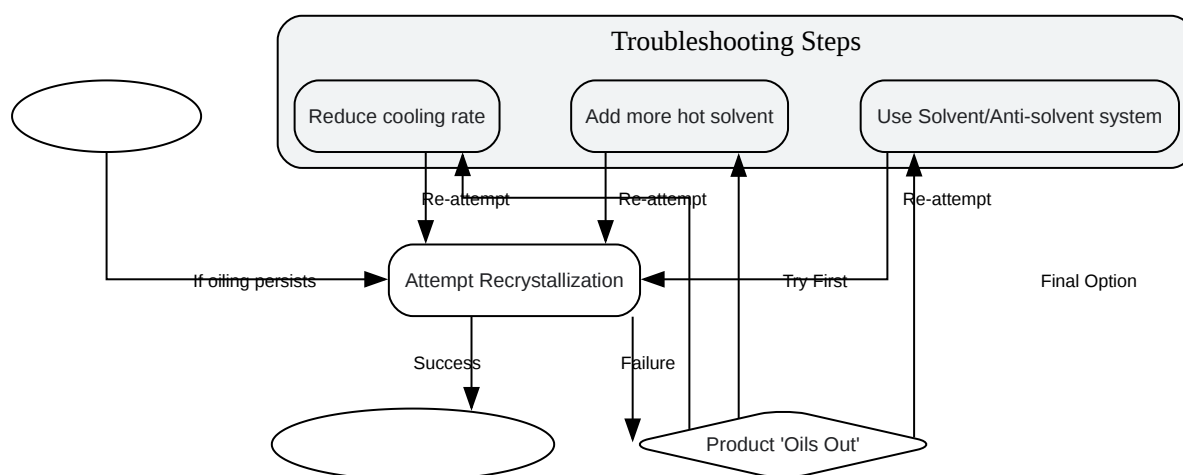 Troubleshooting Steps
Reduce cooling rate
Add more hot solvent
Use Solvent/Anti-solvent system
Re-attempt
Re-attempt
Re-attempt
If oiling persists
Attempt Recrystallization
Try First
Final Option
Success
Failure
Product 'Oils Out'